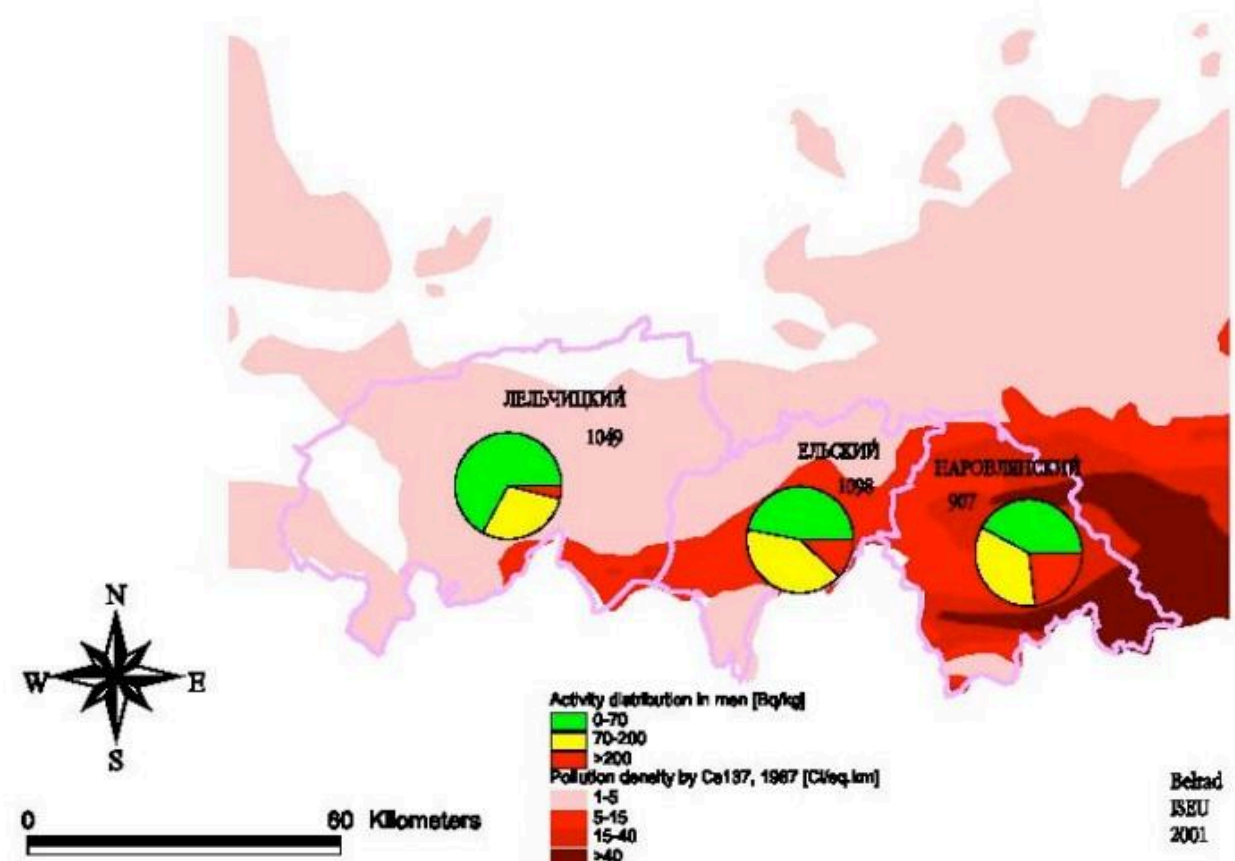 ЛЕЛЬЧИЦКИЙ
1049
ЕЛЬСКИЙ
1098
НАРОВЛЯНСКИЙ
907
N
W E
S
0 60 Kilometers
Activity distribution in men [Bq/kg]
0-70
70-200
>200
Pollution density by Cs137, 1987 [Ci/sq.km]
1-5
5-15
15-40
>40
Belrad
ISEU
2001